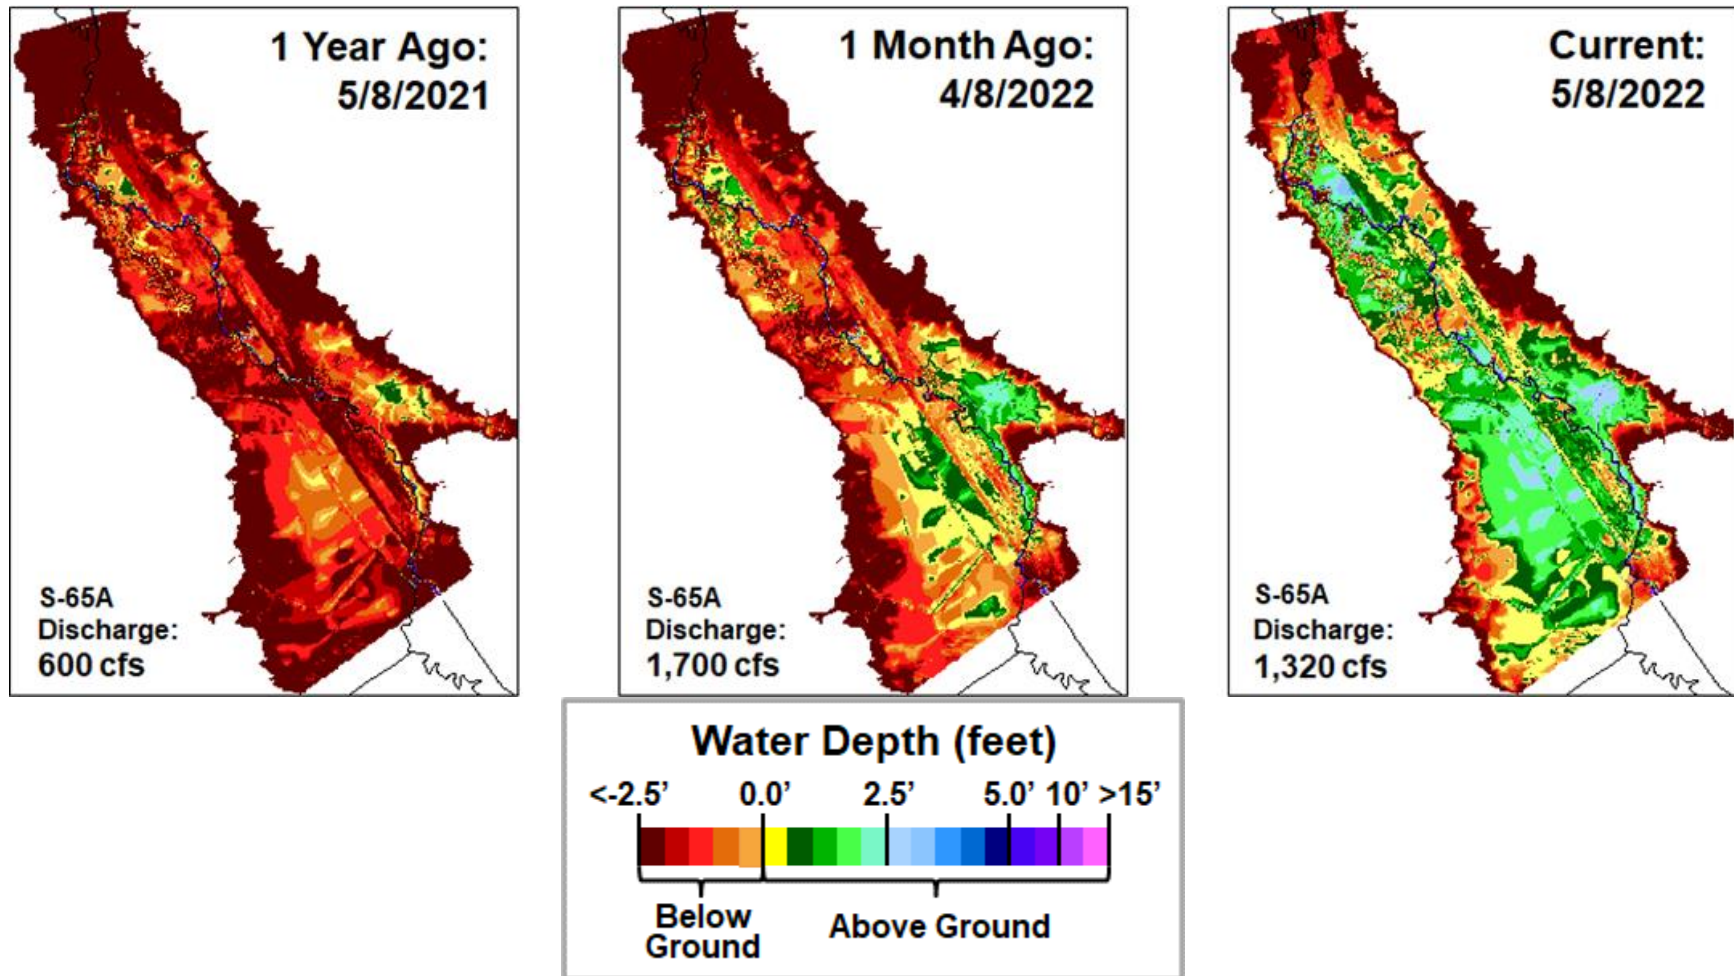 1 Year Ago:
5/8/2021
S-65A
Discharge:
600 cfs
1 Month Ago:
4/8/2022
S-65A
Discharge:
1,700 cfs
Current:
5/8/2022
S-65A
Discharge:
1,320 cfs
Water Depth (feet)
<-2.5’ 0.0’ 2.5’ 5.0’ 10’ >15’
Below
Ground
Above Ground